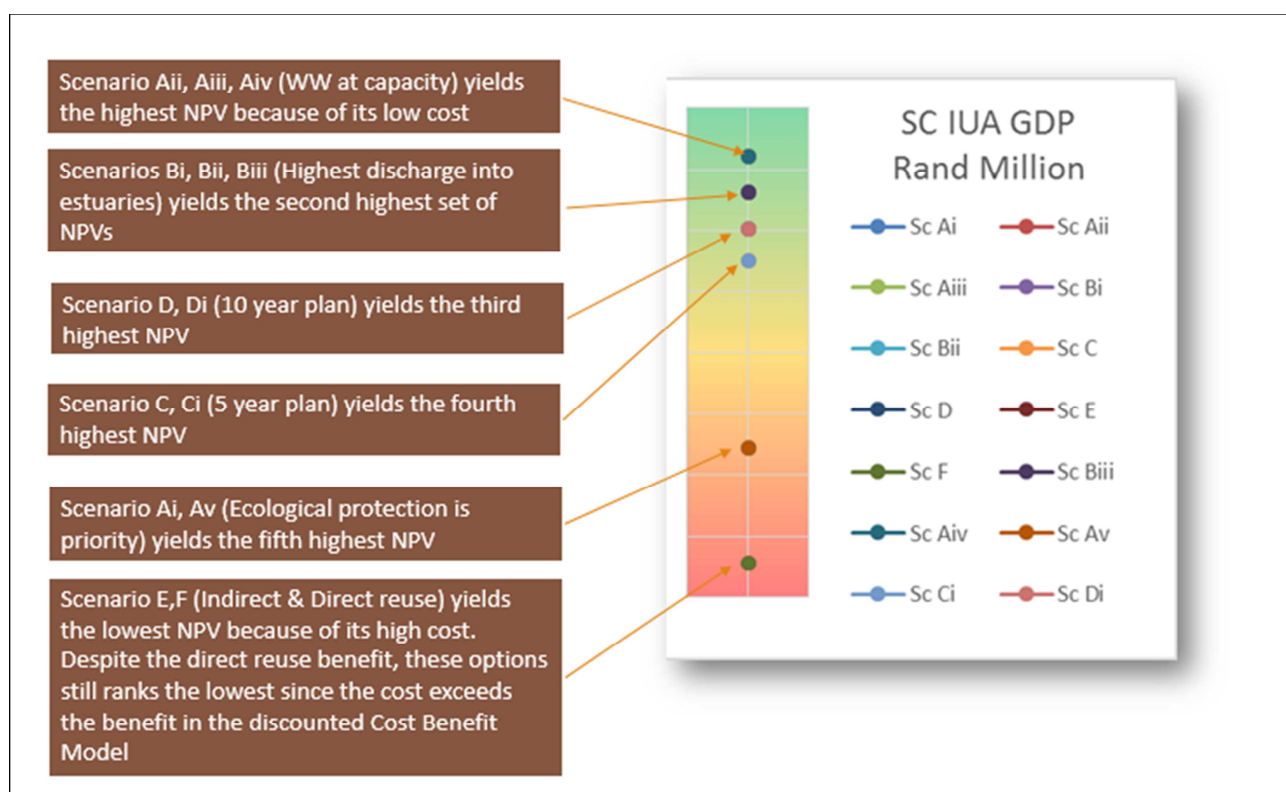 Scenario Aii, Aiii, Aiv (WW at capacity) yields
the highest NPV because of its low cost
Scenarios Bi, Bii, Biii (Highest discharge into
estuaries) yields the second highest set of
NPVs
Scenario D, Di (10 year plan) yields the third
highest NPV
Scenario C, Ci (5 year plan) yields the fourth
highest NPV
Scenario Ai, Av (Ecological protection is
priority) yields the fifth highest NPV
Scenario E,F (Indirect & Direct reuse) yields
the lowest NPV because of its high cost.
Despite the direct reuse benefit, these options
still ranks the lowest since the cost exceeds
the benefit in the discounted Cost Benefit
Model
SC IUA GDP
Rand Million
Sc Ai Sc Aii
Sc Aiii Sc Bi
Sc Bii Sc C
Sc D Sc E
Sc F Sc Biii
Sc Aiv Sc Av
Sc Ci Sc Di